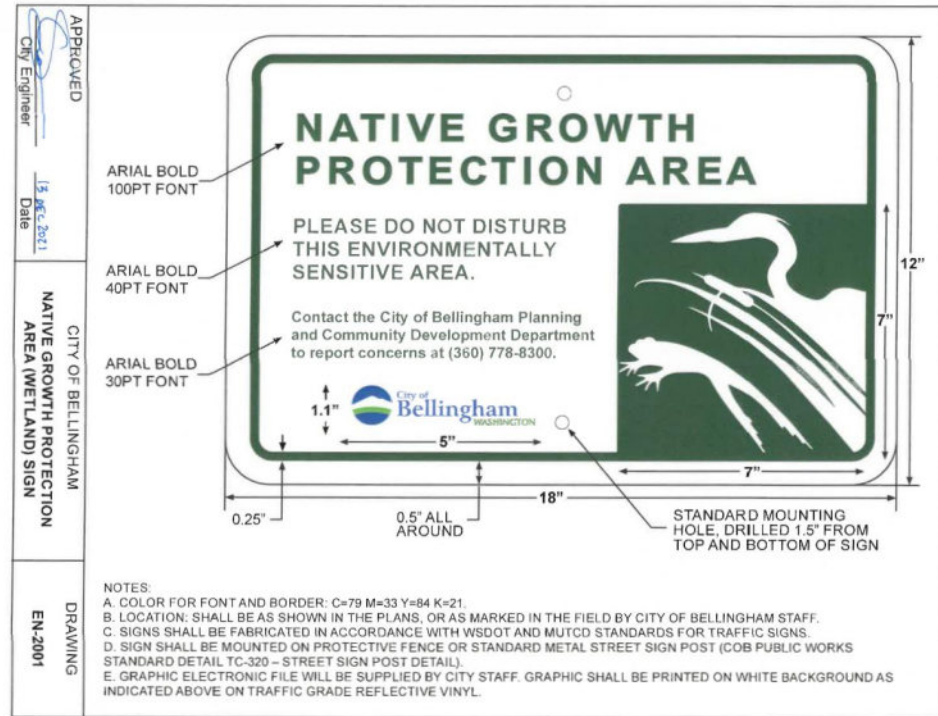 APPROVED
City Engineer
13 DEC 2021
Date
CITY OF BELLINGHAM
NATIVE GROWTH PROTECTION
AREA (WETLAND) SIGN
DRAWING
EN-2001
NATIVE GROWTH
PROTECTION AREA
PLEASE DO NOT DISTURB
THIS ENVIRONMENTALLY
SENSITIVE AREA.
Contact the City of Bellingham Planning
and Community Development Department
to report concerns at (360) 778-8300.
City of
Bellingham
WASHINGTON
ARIAL BOLD
100PT FONT
ARIAL BOLD
40PT FONT
ARIAL BOLD
30PT FONT
1.1"
5"
7"
12"
7"
18"
0.25"
0.5" ALL
AROUND
STANDARD MOUNTING
HOLE, DRILLED 1.5" FROM
TOP AND BOTTOM OF SIGN
NOTES:
A. COLOR FOR FONT AND BORDER: C=79 M=33 Y=84 K=21.
B. LOCATION: SHALL BE AS SHOWN IN THE PLANS, OR AS MARKED IN THE FIELD BY CITY OF BELLINGHAM STAFF.
C. SIGNS SHALL BE FABRICATED IN ACCORDANCE WITH WSDOT AND MUTCD STANDARDS FOR TRAFFIC SIGNS.
D. SIGN SHALL BE MOUNTED ON PROTECTIVE FENCE OR STANDARD METAL STREET SIGN POST (COB PUBLIC WORKS
STANDARD DETAIL TC-320 – STREET SIGN POST DETAIL).
E. GRAPHIC ELECTRONIC FILE WILL BE SUPPLIED BY CITY STAFF. GRAPHIC SHALL BE PRINTED ON WHITE BACKGROUND AS
INDICATED ABOVE ON TRAFFIC GRADE REFLECTIVE VINYL.